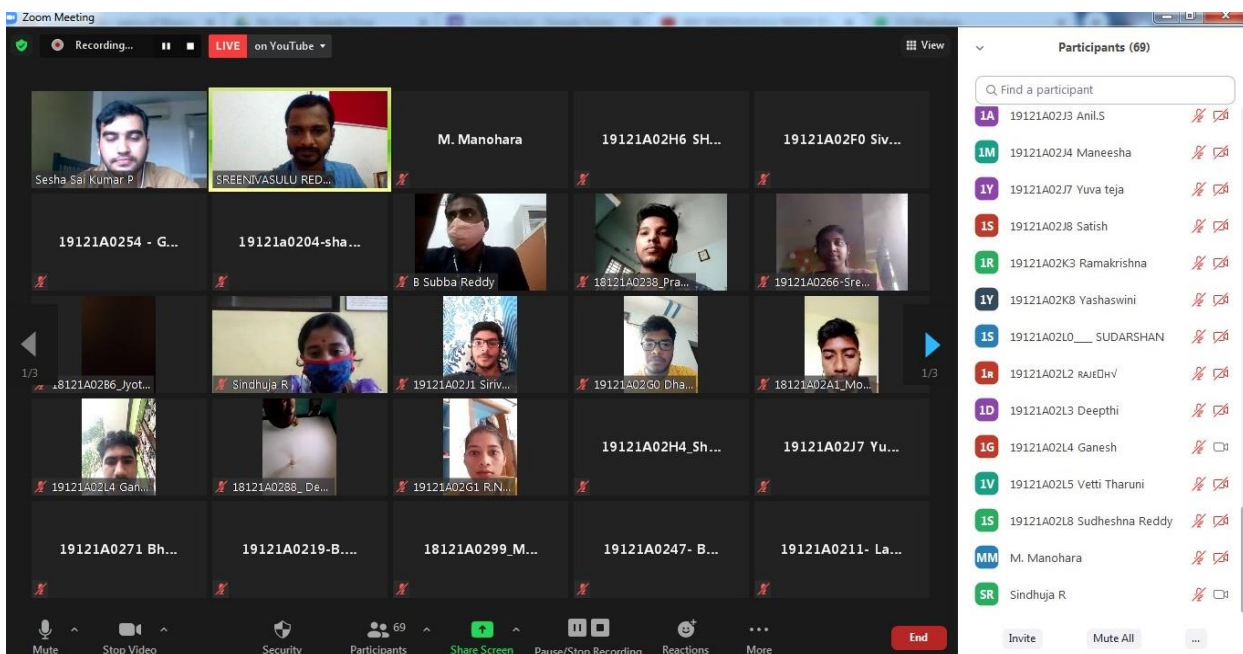 Zoom Meeting
Recording...
LIVE on YouTube
View
Sesha Sai Kumar P
SREENIVASULU RED...
M. Manohara
19121A02H6 SH...
19121A02F0 Siv...
19121A0254 - G...
19121a0204-sha...
B Subba Reddy
18121A0238_Pra...
19121A0266-Sre...
1/3
18121A02B6_Jyot...
Sindhuja R
19121A02J1 Siriv...
19121A02G0 Dha...
18121A02A1_Mo...
1/3
19121A02L4 Gan...
18121A0288_ De...
19121A02G1 R.N...
19121A02H4_Sh...
19121A02J7 Yu...
19121A0271 Bh...
19121A0219-B....
18121A0299_M...
19121A0247- B...
19121A0211- La...
Mute
Stop Video
Security
69
Participants
Share Screen
Pause/Stop Recording
Reactions
More
End
Participants (69)
Find a participant
1A 19121A02J3 Anil.S
1M 19121A02J4 Maneesha
1Y 19121A02J7 Yuva teja
1S 19121A02J8 Satish
1R 19121A02K3 Ramakrishna
1Y 19121A02K8 Yashaswini
1S 19121A02L0___ SUDARSHAN
1R 19121A02L2
1D 19121A02L3 Deepthi
1G 19121A02L4 Ganesh
1V 19121A02L5 Vetti Tharuni
1S 19121A02L8 Sudheshna Reddy
MM M. Manohara
SR Sindhuja R
Invite
Mute All
...